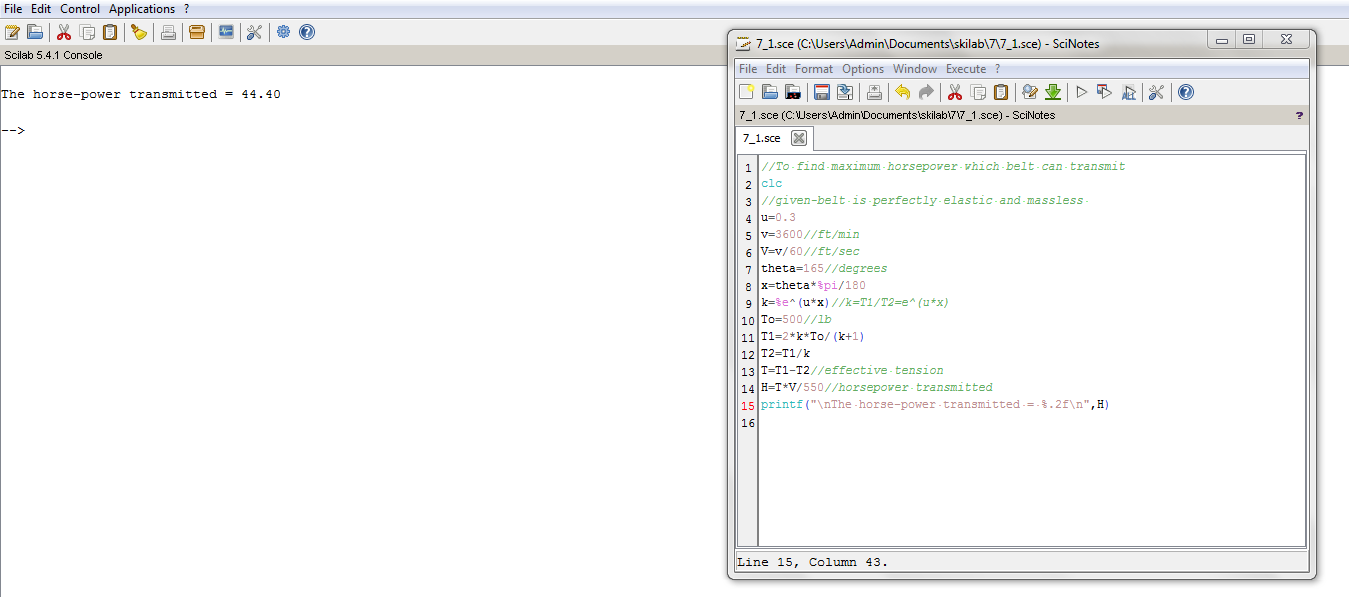 File Edit Control Applications ?
Scilab 5.4.1 Console
The horse-power transmitted = 44.40
-->
7_1.sce (C:\Users\Admin\Documents\skilab\7\7_1.sce) - SciNotes
File Edit Format Options Window Execute ?
7_1.sce (C:\Users\Admin\Documents\skilab\7\7_1.sce) - SciNotes ?
7_1.sce
1 //To find maximum horsepower which belt can transmit
2 clc
3 //given-belt is perfectly elastic and massless
4 u=0.3
5 v=3600//ft/min
6 V=v/60//ft/sec
7 theta=165//degrees
8 x=theta*%pi/180
9 k=%e^(u*x)//k=T1/T2=e^(u*x)
10 To=500//lb
11 T1=2*k*To/(k+1)
12 T2=T1/k
13 T=T1-T2//effective tension
14 H=T*V/550//horsepower transmitted
15 printf("\nThe horse-power transmitted = %.2f\n",H)
16
Line 15, Column 43.